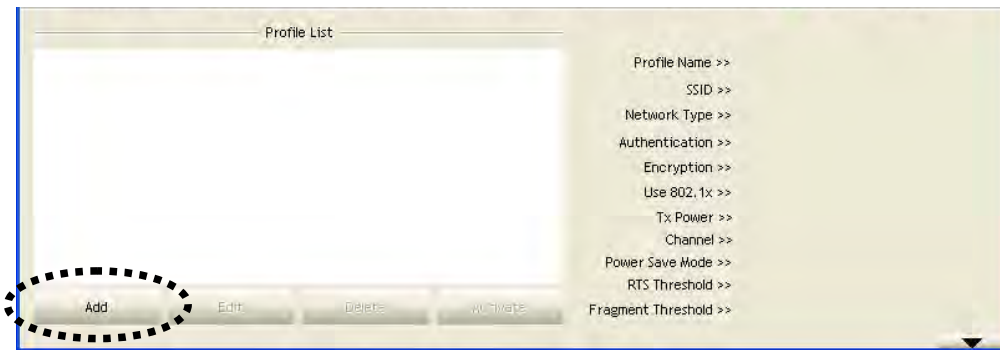 Profile List
Profile Name >>
SSID >>
Network Type >>
Authentication >>
Encryption >>
Use 802.1x >>
Tx Power >>
Channel >>
Power Save Mode >>
RTS Threshold >>
Fragment Threshold >>
Add
Edit
Delete
Activate